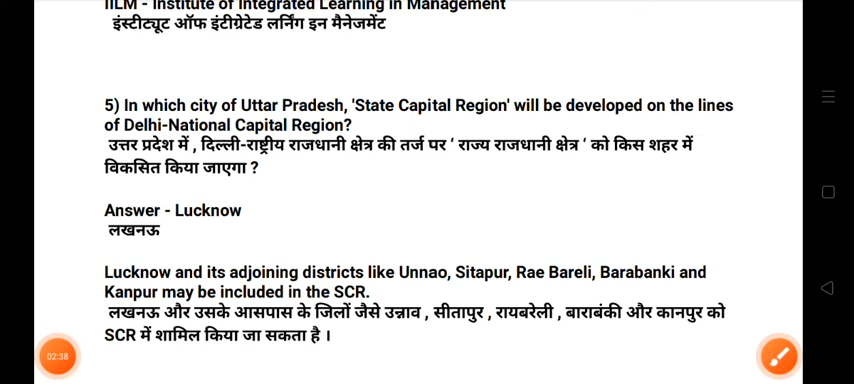 IILM - Institute of Integrated Learning in Management
इंस्टीट्यूट ऑफ इंटीग्रेटेड लर्निंग इन मैनेजमेंट
5) In which city of Uttar Pradesh, 'State Capital Region' will be developed on the lines
of Delhi-National Capital Region?
उत्तर प्रदेश में , दिल्ली-राष्ट्रीय राजधानी क्षेत्र की तर्ज पर ‘ राज्य राजधानी क्षेत्र ‘ को किस शहर में
विकसित किया जाएगा ?
Answer - Lucknow
लखनऊ
Lucknow and its adjoining districts like Unnao, Sitapur, Rae Bareli, Barabanki and
Kanpur may be included in the SCR.
लखनऊ और उसके आसपास के जिलों जैसे उन्नाव , सीतापुर , रायबरेली , बाराबंकी और कानपुर को
SCR में शामिल किया जा सकता है ।
02:38